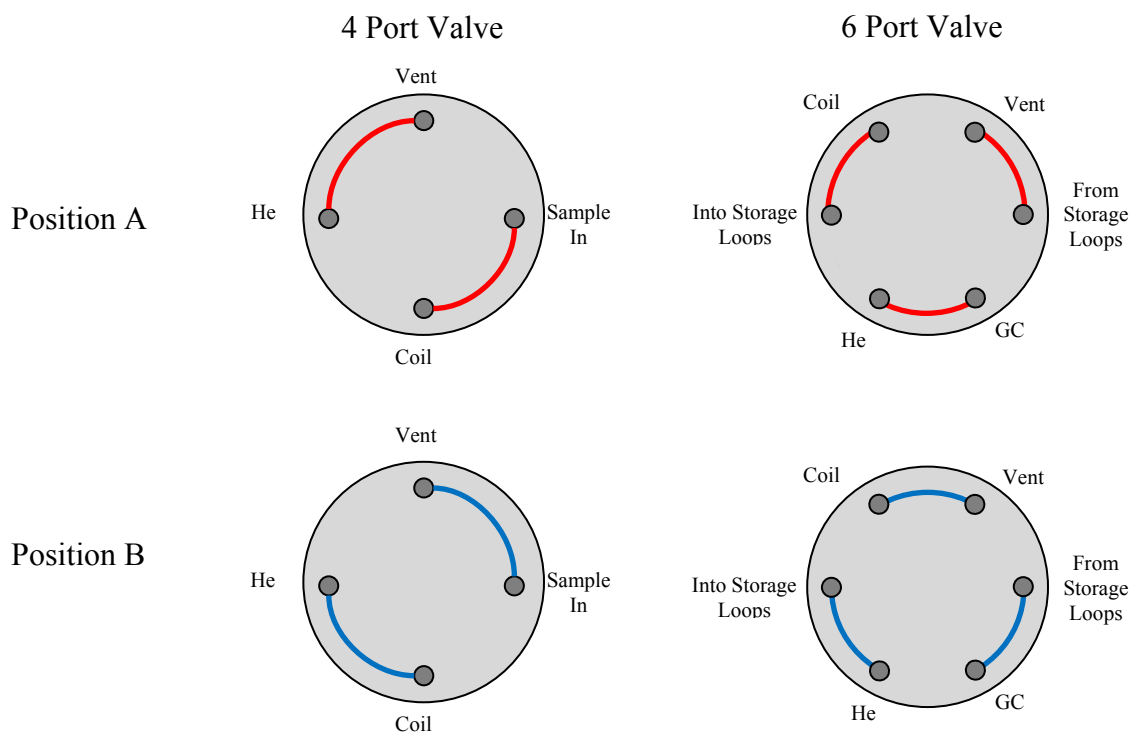 4 Port Valve
6 Port Valve
Position A
Vent
He
Sample
In
Coil
Coil
Vent
Into Storage
Loops
From
Storage
Loops
He
GC
Position B
Vent
He
Sample
In
Coil
Coil
Vent
Into Storage
Loops
From
Storage
Loops
He
GC